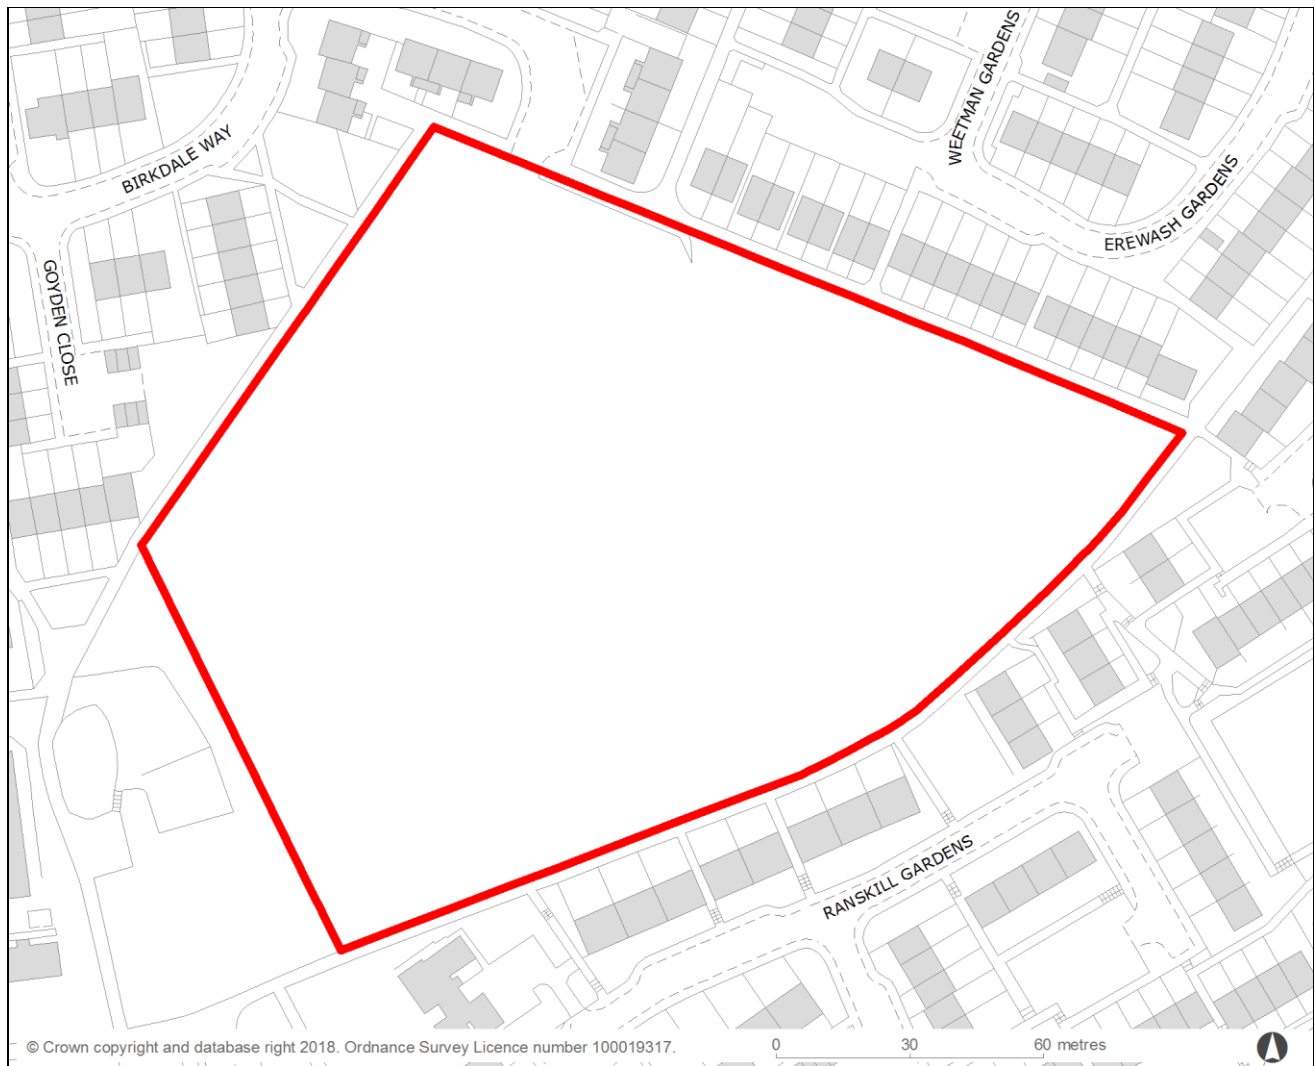 WEETMAN GARDENS
BIRKDALE WAY
EREWASH GARDENS
GOYDEN CLOSE
RANSKILL GARDENS
© Crown copyright and database right 2018. Ordnance Survey Licence number 100019317.
0 30 60 metres